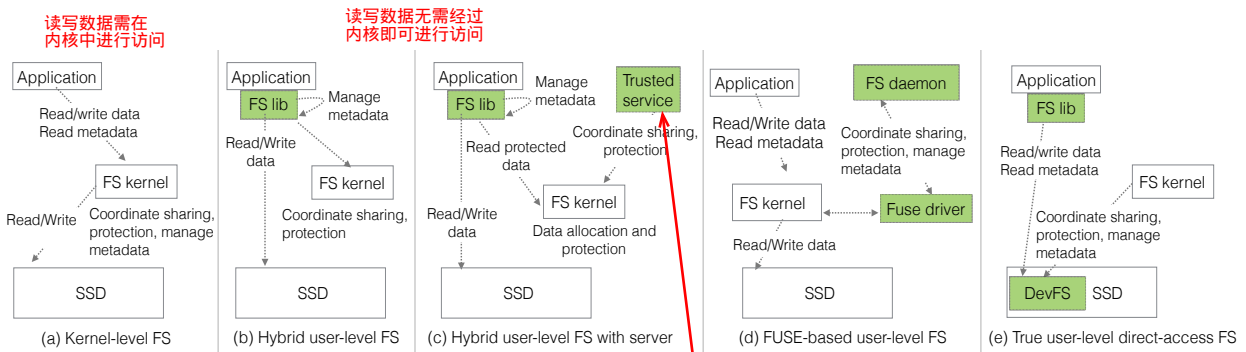 读写数据需在
内核中进行访问
读写数据无需经过
内核即可进行访问
Application
Read/write data
Read metadata
FS kernel
Read/Write
Coordinate sharing,
protection, manage
metadata
SSD
(a) Kernel-level FS
Application
FS lib
Manage
metadata
Read/Write
data
FS kernel
Coordinate sharing,
protection
SSD
(b) Hybrid user-level FS
Application
FS lib
Manage
metadata
Trusted
service
Coordinate sharing,
protection
Read protected
data
FS kernel
Read/Write
data
Data allocation and
protection
SSD
(c) Hybrid user-level FS with server
Application
FS daemon
Read/Write data
Read metadata
Coordinate sharing,
protection, manage
metadata
FS kernel
Fuse driver
Read/Write data
SSD
(d) FUSE-based user-level FS
Application
FS lib
Read/write data
Read metadata
FS kernel
Coordinate sharing,
protection, manage
metadata
DevFS
SSD
(e) True user-level direct-access FS